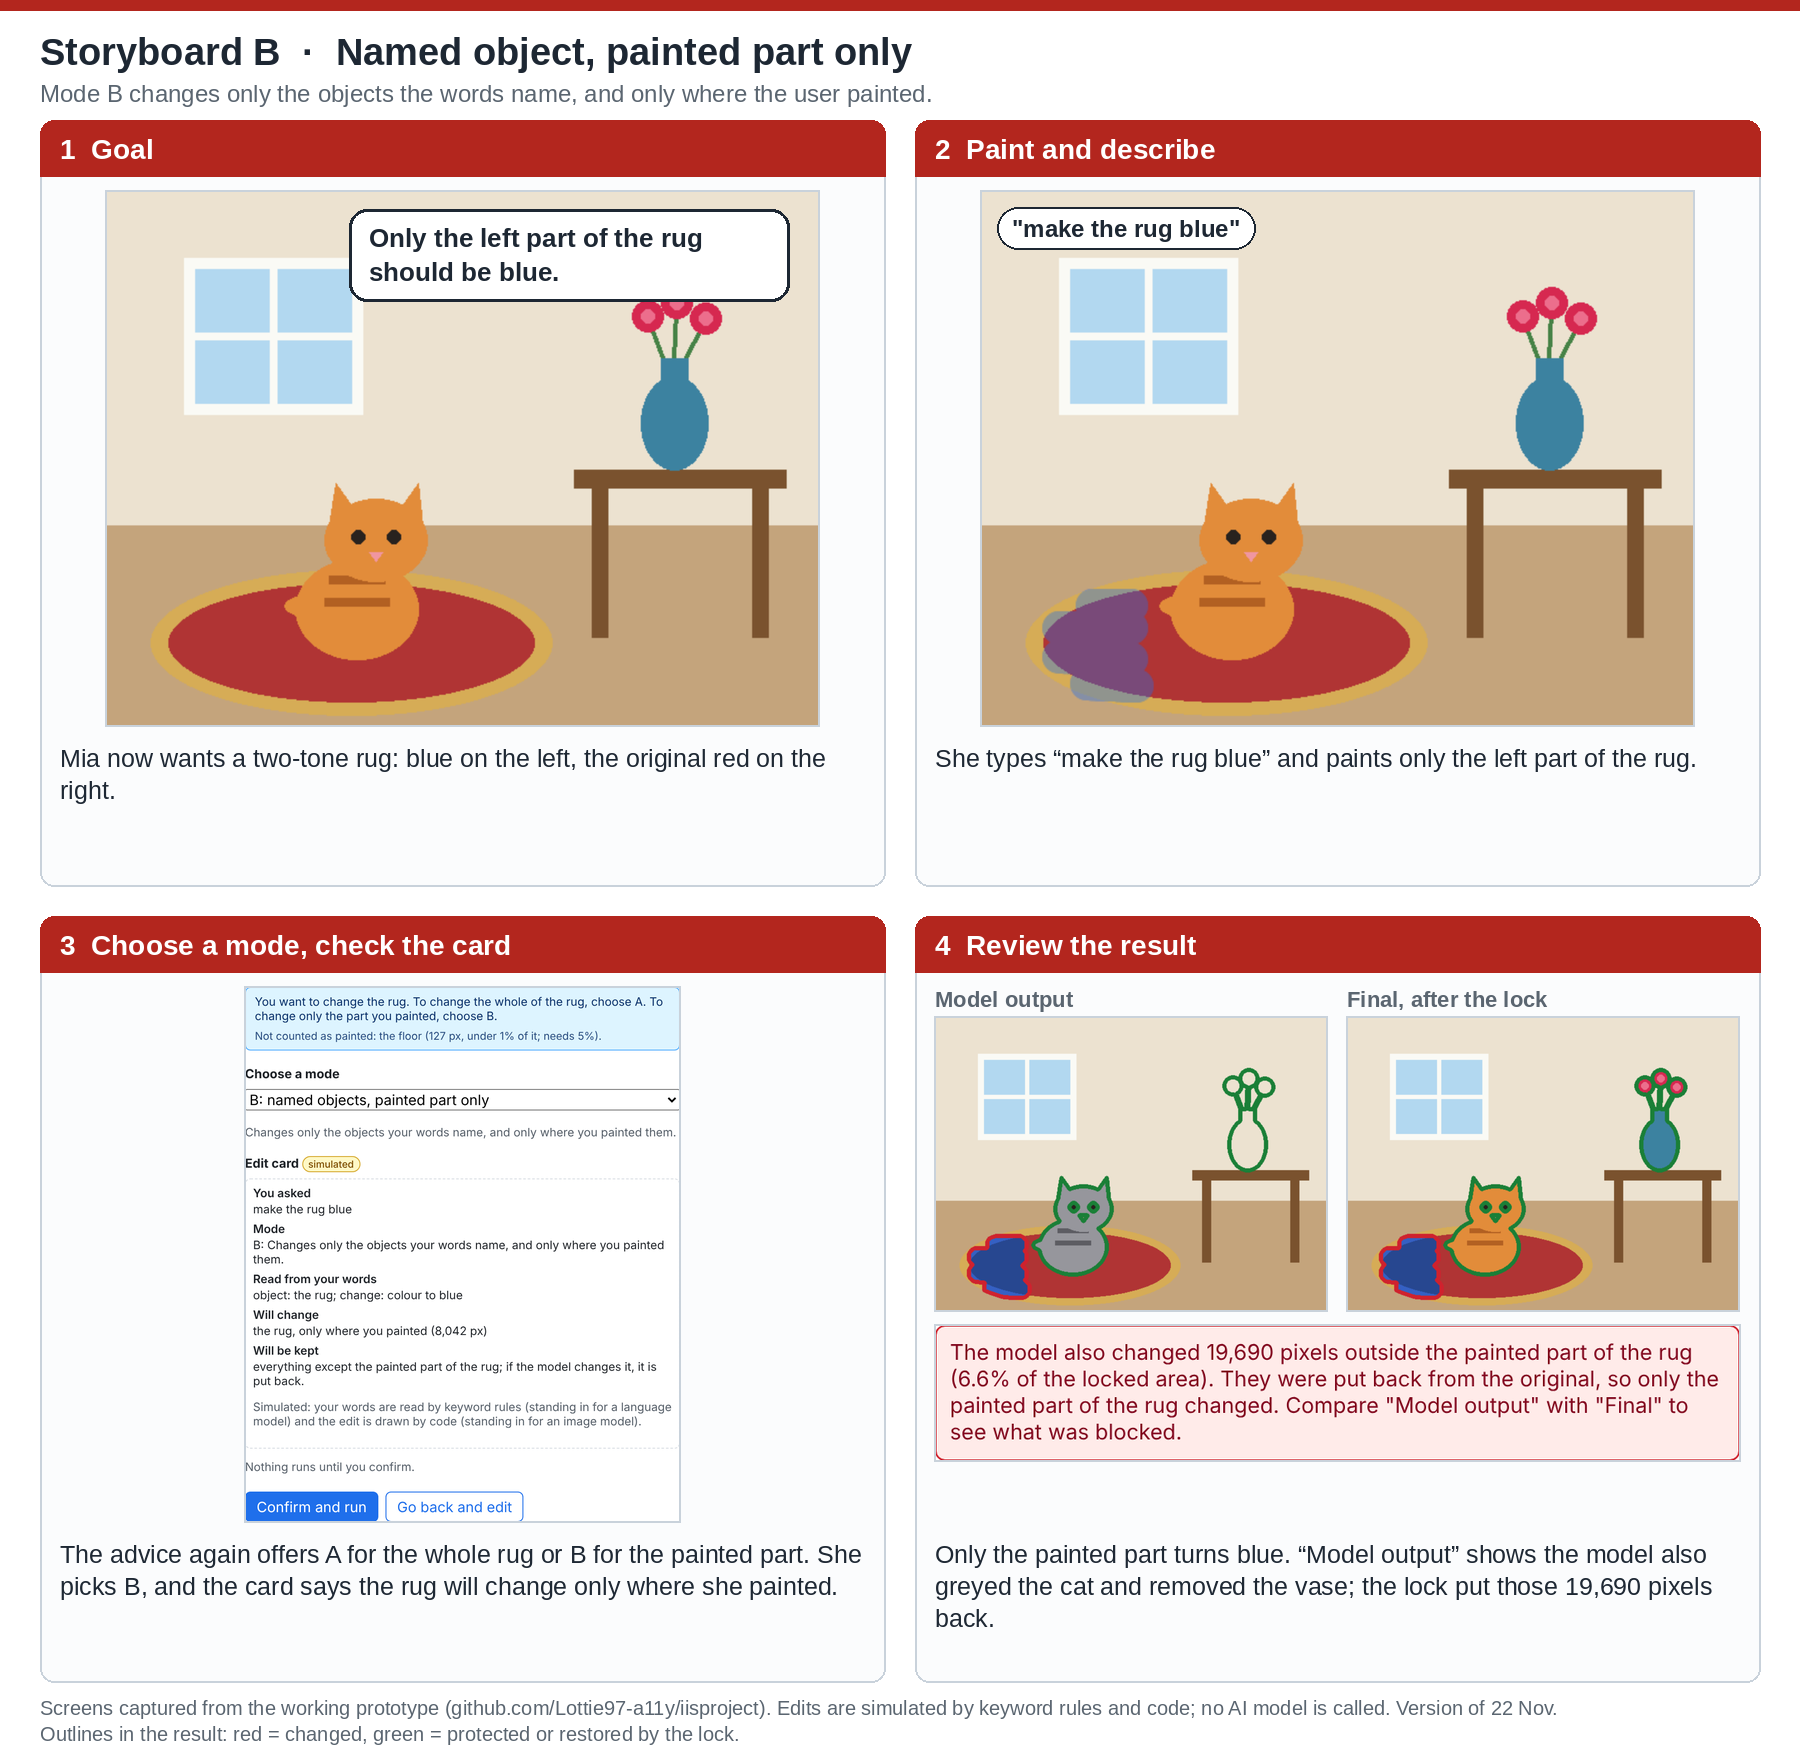 Storyboard B · Named object, painted part only
Mode B changes only the objects the words name, and only where the user painted.
1 Goal
Only the left part of the rug
should be blue.
Mia now wants a two-tone rug: blue on the left, the original red on the
right.
2 Paint and describe
"make the rug blue"
She types “make the rug blue” and paints only the left part of the rug.
3 Choose a mode, check the card
You want to change the rug. To change the whole of the rug, choose A. To
change only the part you painted, choose B.
Not counted as painted: the floor (127 px, under 1% of it; needs 5%).
Choose a mode
B: named objects, painted part only
Changes only the objects your words name, and only where you painted them.
Edit card simulated
You asked
make the rug blue
Mode
B: Changes only the objects your words name, and only where you painted
them.
Read from your words
object: the rug; change: colour to blue
Will change
the rug, only where you painted (8,042 px)
Will be kept
everything except the painted part of the rug; if the model changes it, it is
put back.
Simulated: your words are read by keyword rules (standing in for a language
model) and the edit is drawn by code (standing in for an image model).
Nothing runs until you confirm.
Confirm and run Go back and edit
The advice again offers A for the whole rug or B for the painted part. She
picks B, and the card says the rug will change only where she painted.
4 Review the result
Model output Final, after the lock
The model also changed 19,690 pixels outside the painted part of the rug
(6.6% of the locked area). They were put back from the original, so only the
painted part of the rug changed. Compare "Model output" with "Final" to
see what was blocked.
Only the painted part turns blue. “Model output” shows the model also
greyed the cat and removed the vase; the lock put those 19,690 pixels
back.
Screens captured from the working prototype (github.com/Lottie97-a11y/iisproject). Edits are simulated by keyword rules and code; no AI model is called. Version of 22 Nov.
Outlines in the result: red = changed, green = protected or restored by the lock.